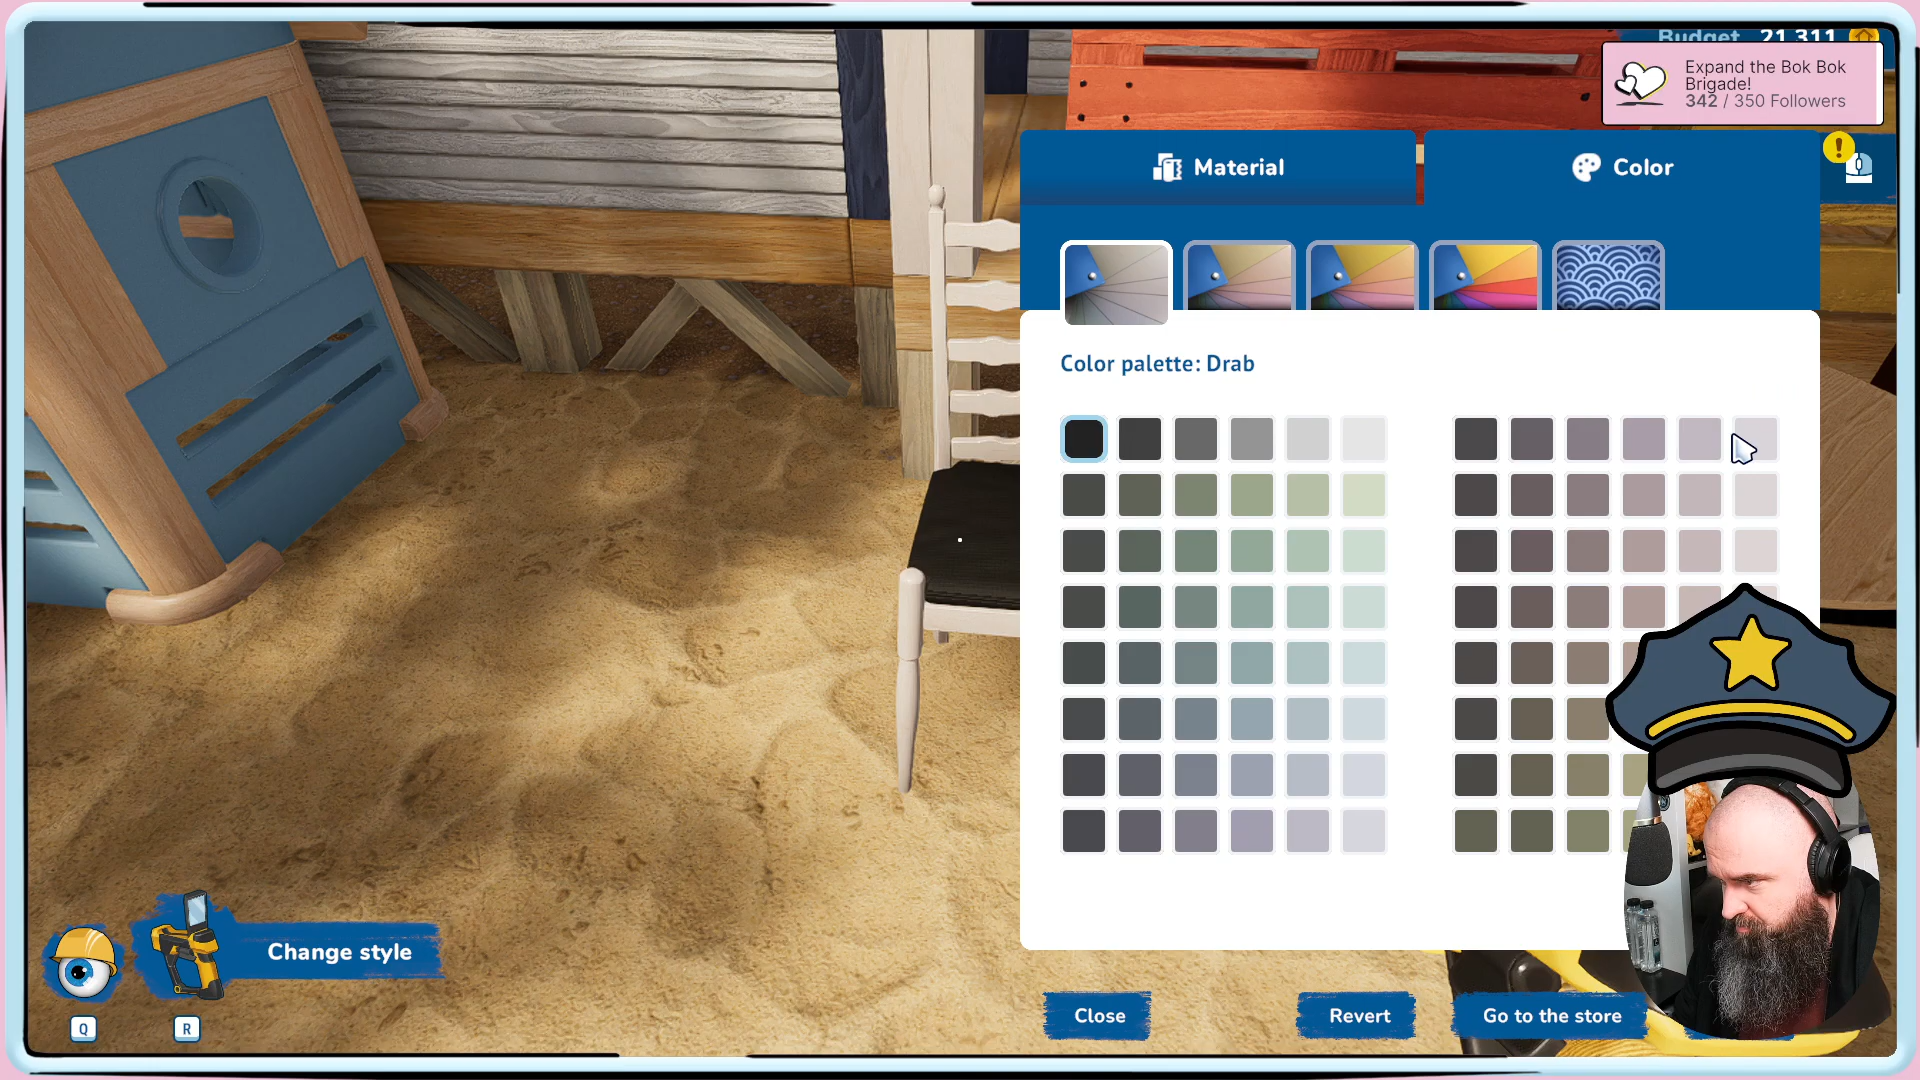 Budget 21 311
Expand the Bok Bok
Brigade!
342 / 350 Followers
Material
Color
Color palette: Drab
Change style
Q
R
Close
Revert
Go to the store